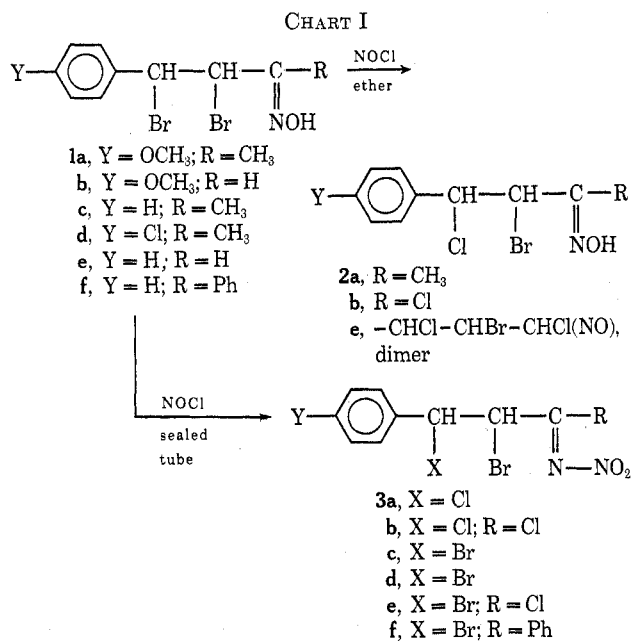 CHART I
Y— —CH—CH—C—R NOCl
ether
Br Br NOH
1a, Y = OCH3; R = CH3
b, Y = OCH3; R = H
c, Y = H; R = CH3
d, Y = Cl; R = CH3
e, Y = H; R = H
f, Y = H; R = Ph
Y— —CH—CH—C—R
Cl Br NOH
2a, R = CH3
b, R = Cl
e, —CHCl—CHBr—CHCl(NO),
dimer
NOCl
sealed
tube
Y— —CH—CH—C—R
X Br N—NO2
3a, X = Cl
b, X = Cl; R = Cl
c, X = Br
d, X = Br
e, X = Br; R = Cl
f, X = Br; R = Ph